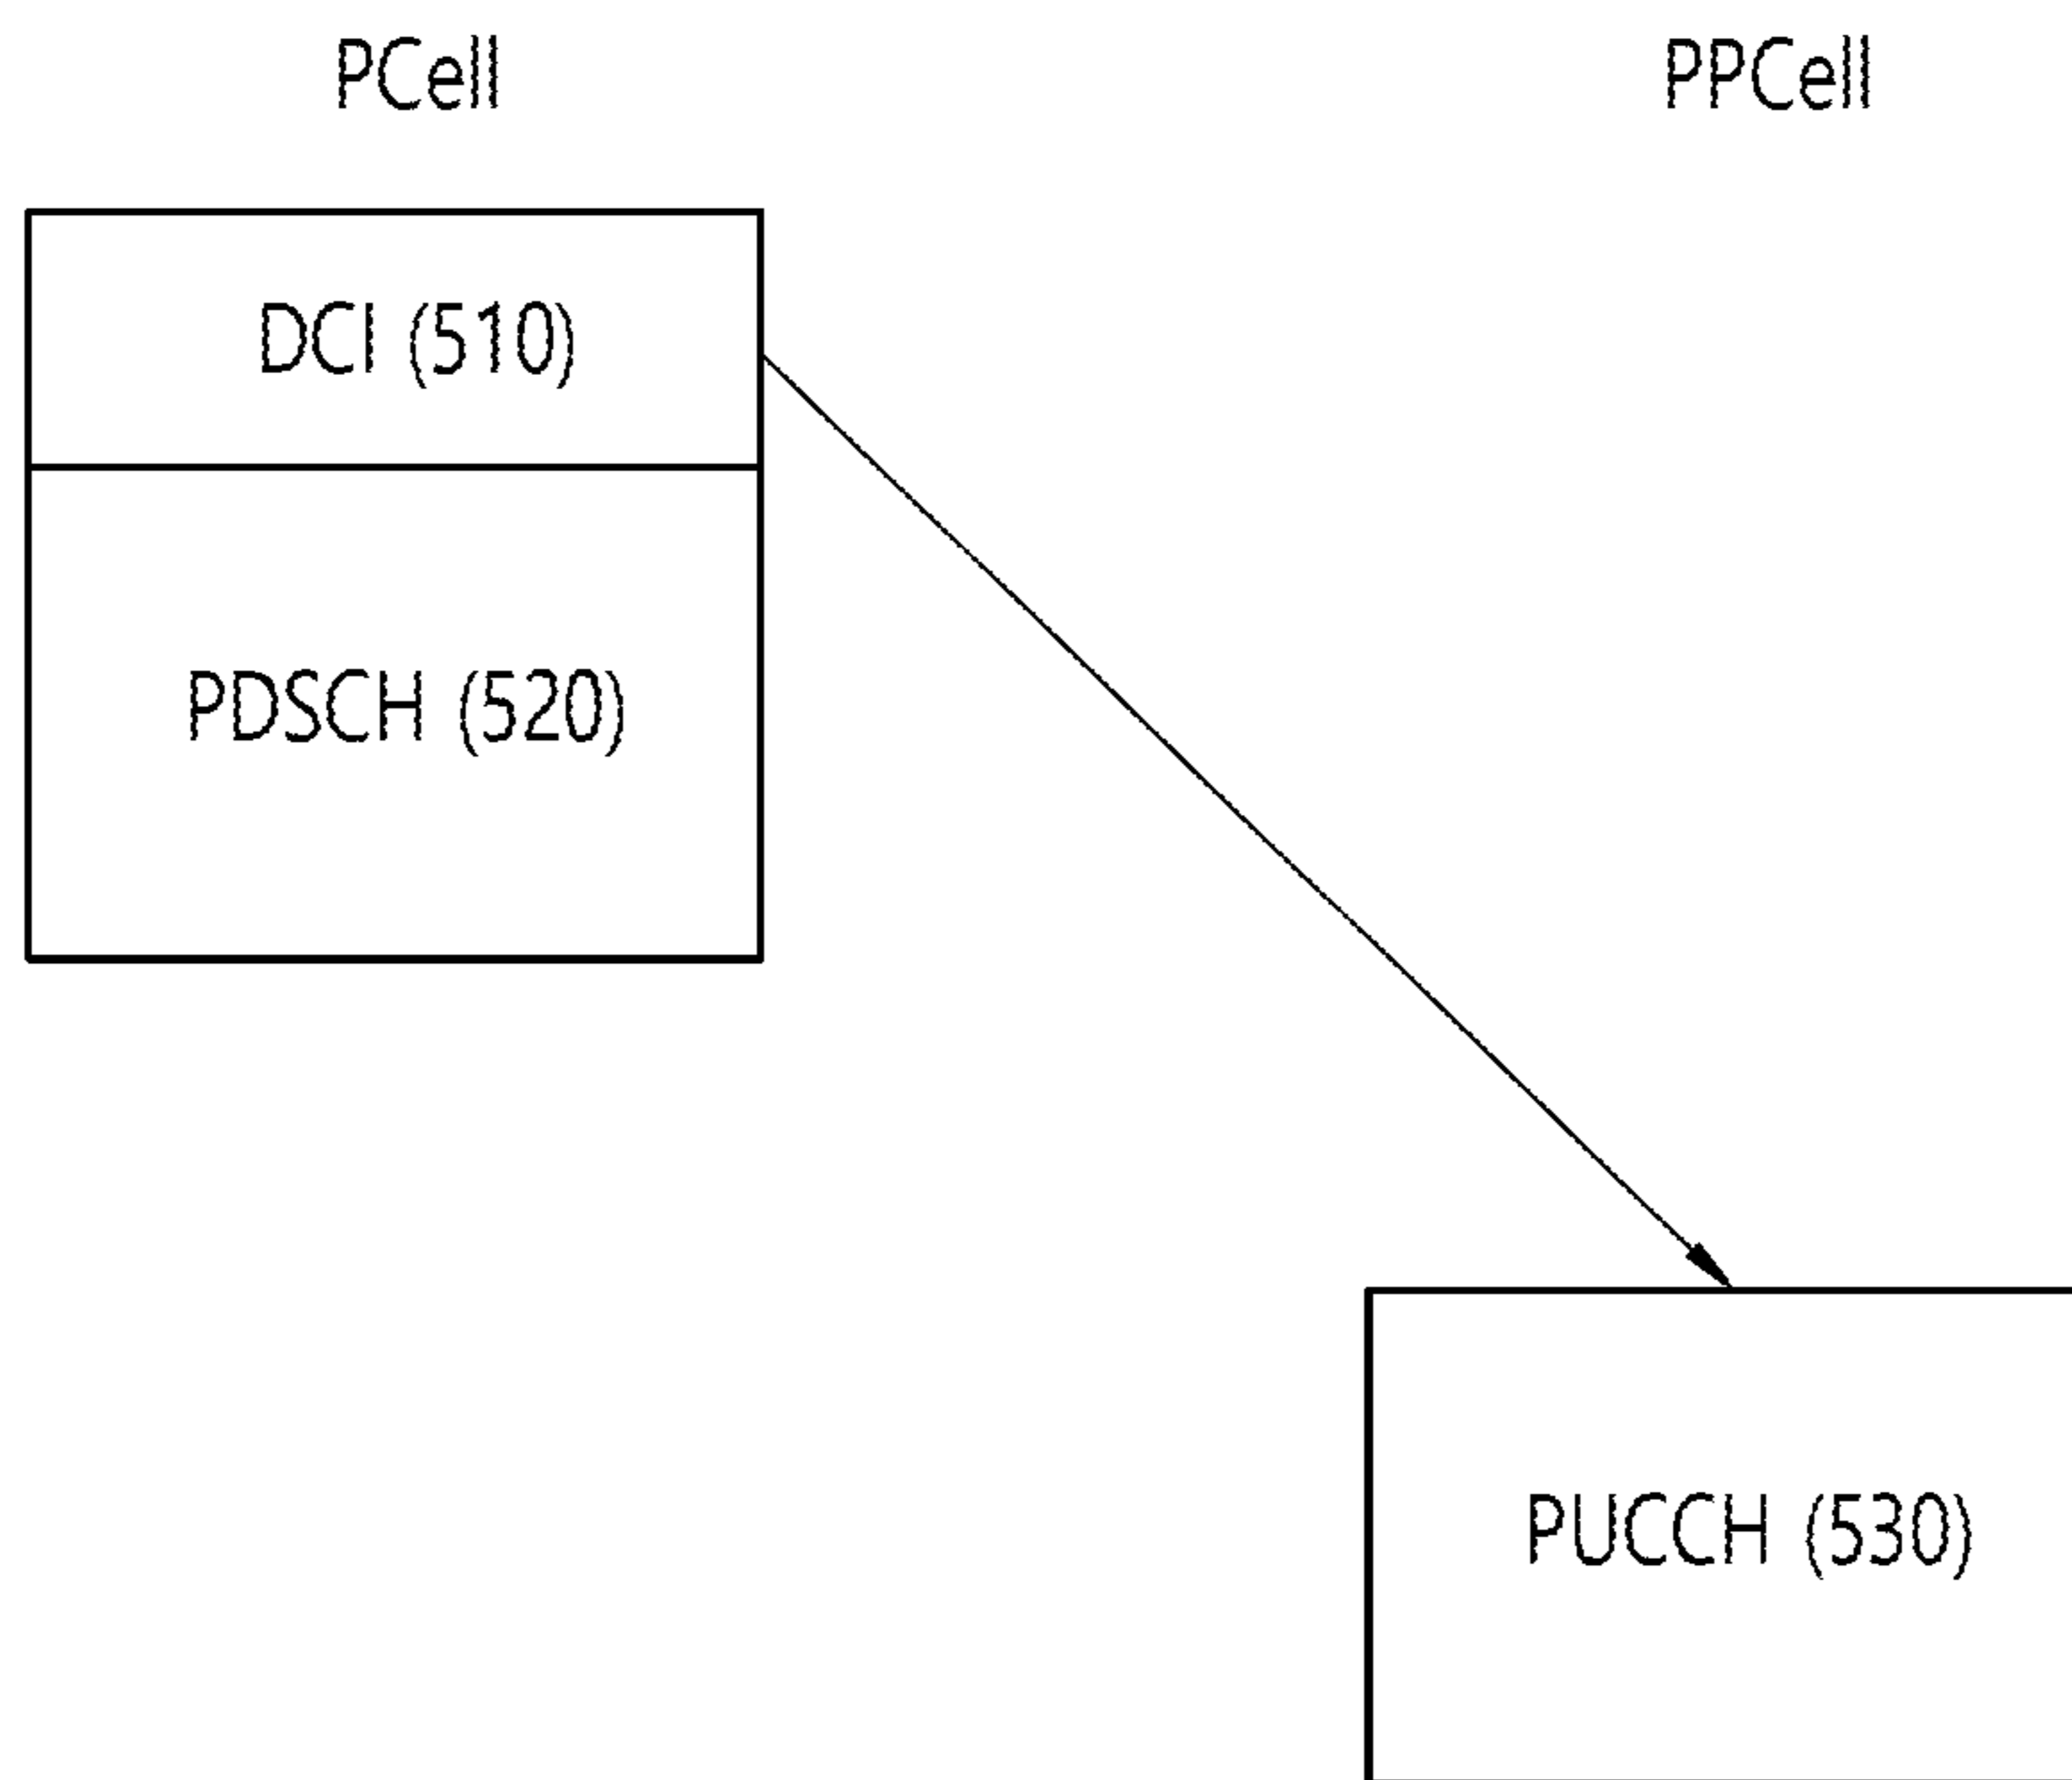 PCell
PPCell
DCI (510)
PDSCH (520)
PUCCH (530)